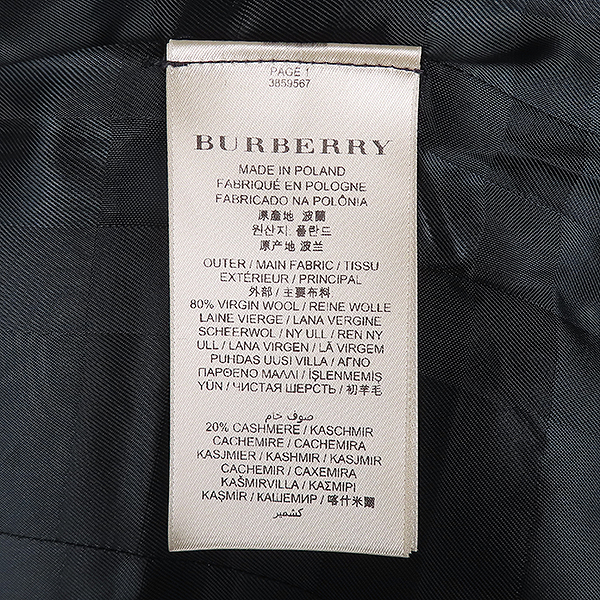 PAGE 1
3859567
BURBERRY
MADE IN POLAND
FABRIQUÉ EN POLOGNE
FABRICADO NA POLÔNIA
原產地 波蘭
원산지: 폴란드
原产地 波兰
OUTER / MAIN FABRIC / TISSU
EXTÉRIEUR / PRINCIPAL
外部 / 主要布料
80% VIRGIN WOOL / REINE WOLLE
LAINE VIERGE / LANA VERGINE
SCHEERWOL / NY ULL / REN NY
ULL / LANA VIRGEN / LÃ VIRGEM
PUHDAS UUSI VILLA / ΑΓΝΟ
ΠΑΡΘΕΝΟ ΜΑΛΛΙ / İŞLENMEMİŞ
YÜN / ЧИСТАЯ ШЕРСТЬ / 初羊毛
صوف خام
20% CASHMERE / KASCHMIR
CACHEMIRE / CACHEMIRA
KASJMIER / KASHMIR / KASJMIR
CACHEMIR / CAXEMIRA
KAŠMIRVILLA / ΚΑΣΜΙΡΙ
KAŞMİR / КАШЕМИР / 喀什米爾
كشمير